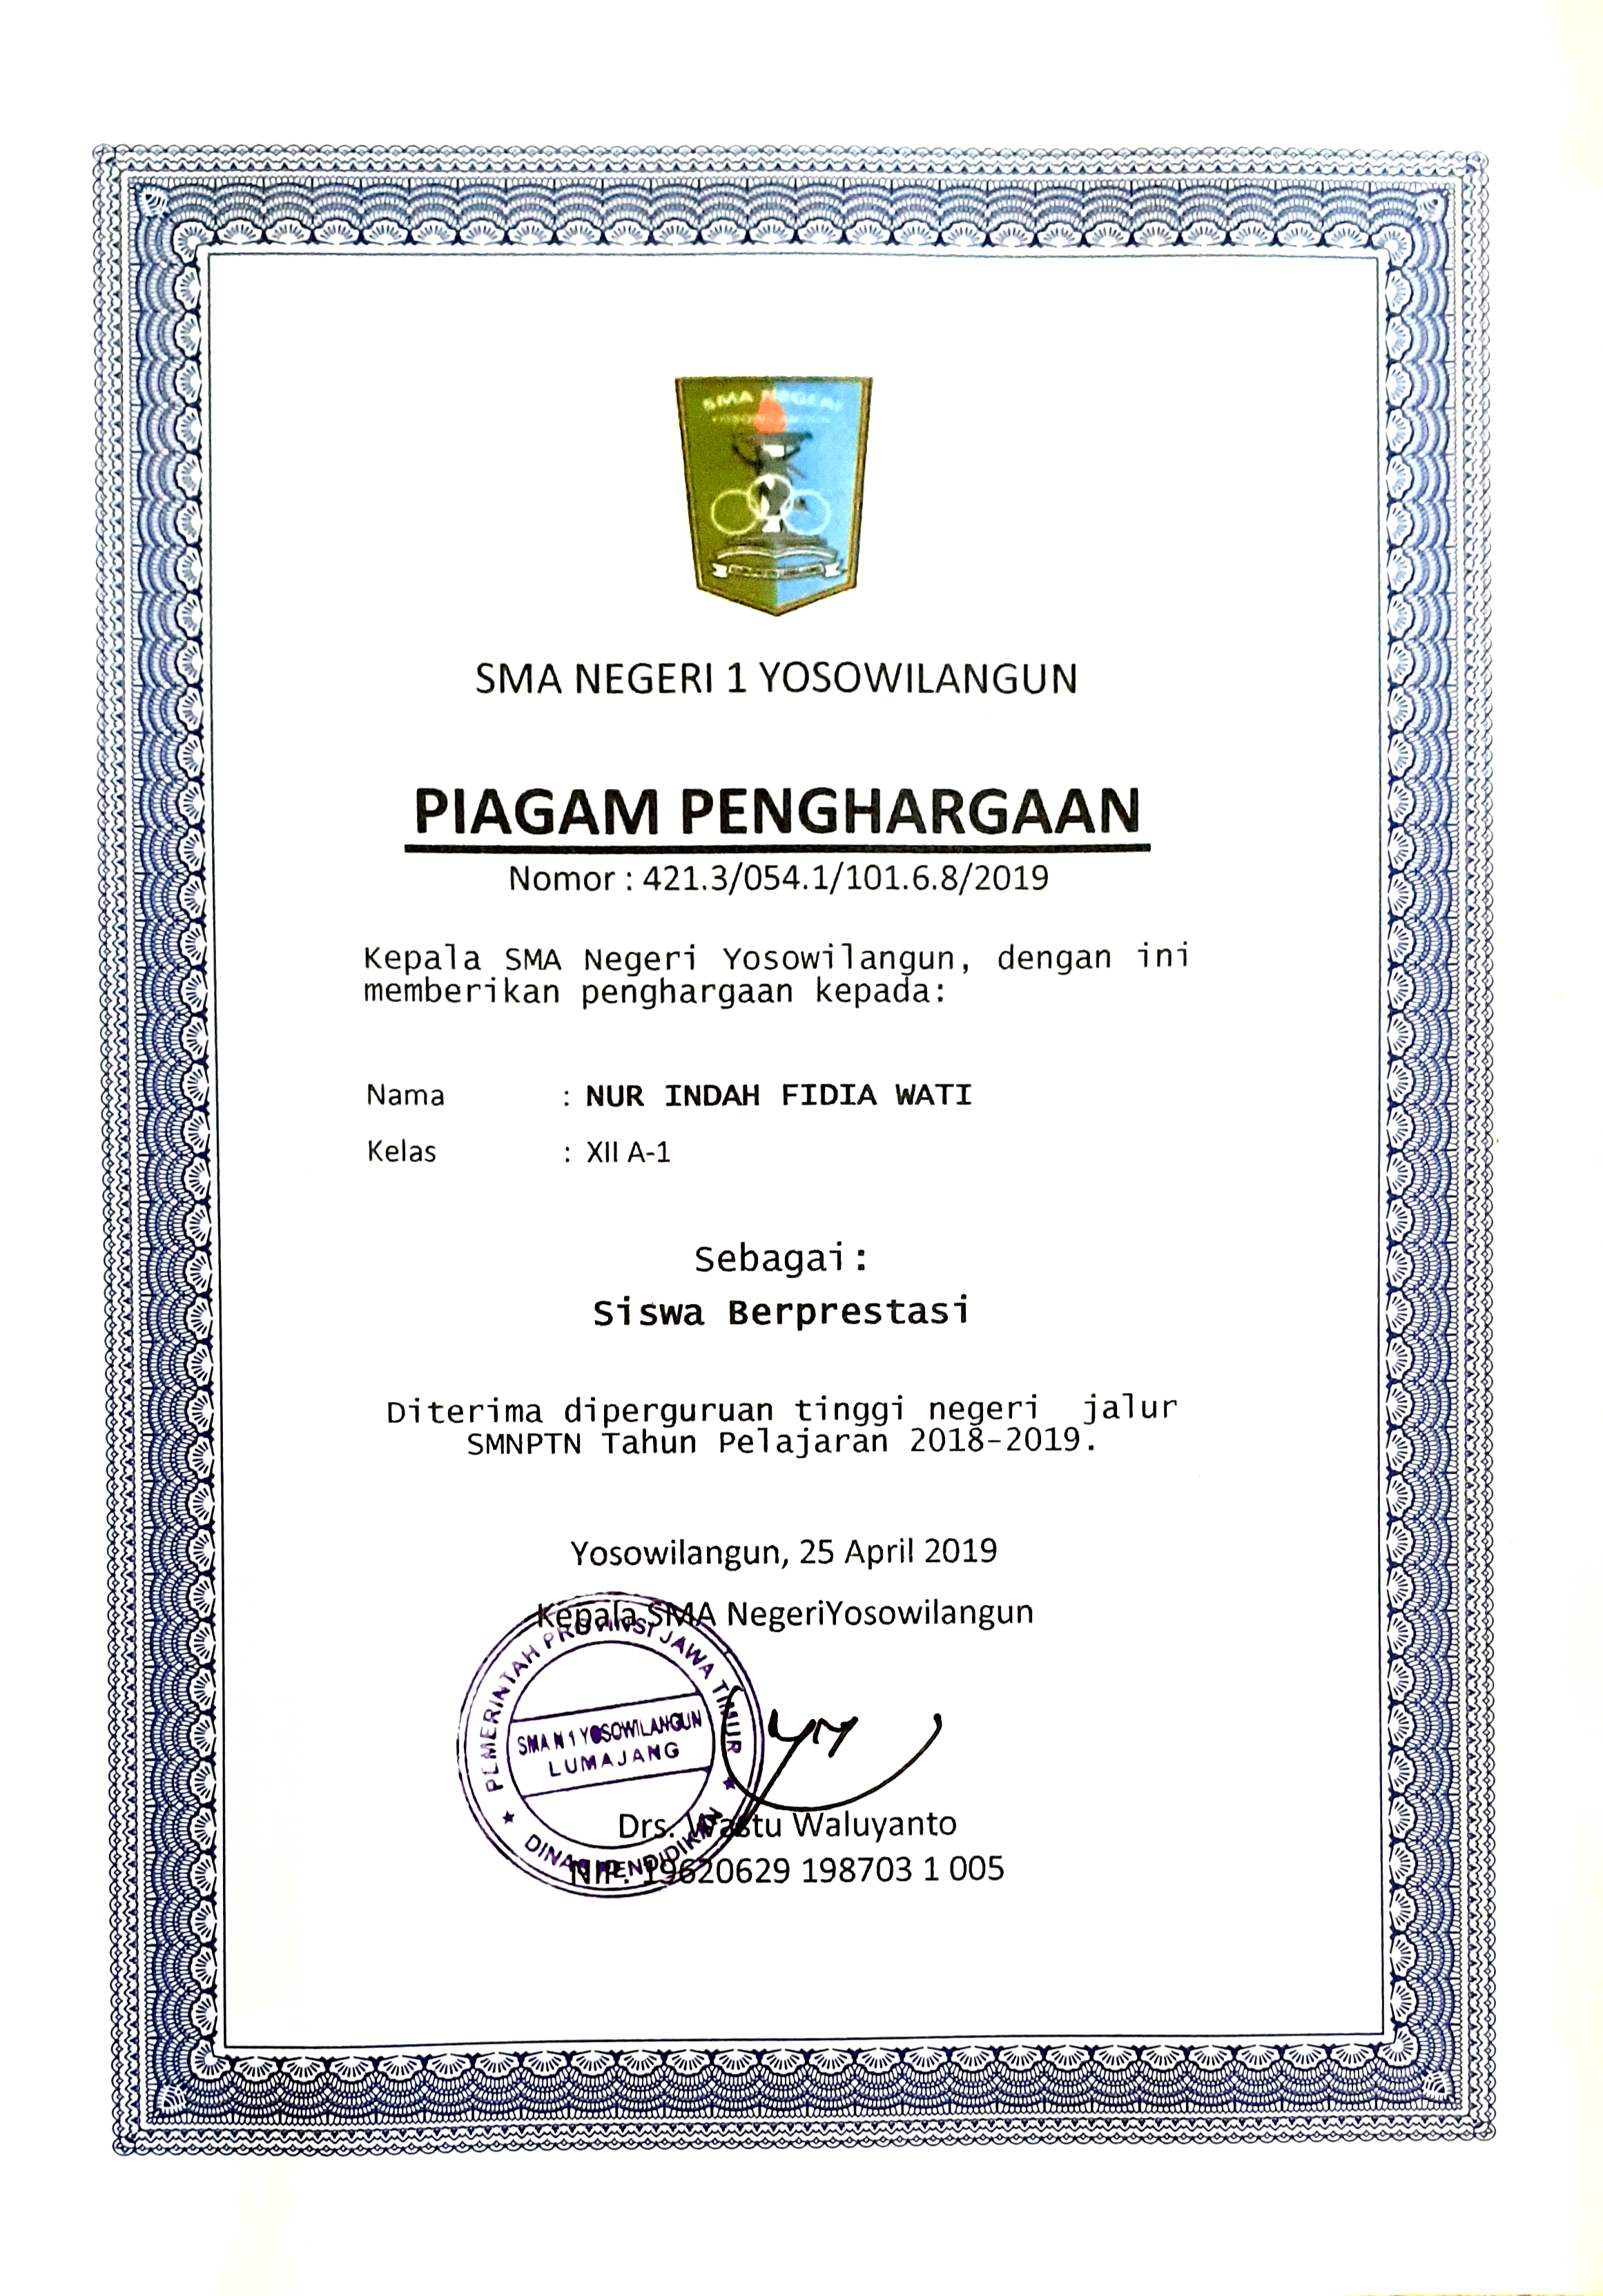 SMA NEGERI
SMA NEGERI 1 YOSOWILANGUN
PIAGAM PENGHARGAAN
Nomor : 421.3/054.1/101.6.8/2019
Kepala SMA Negeri Yosowilangun, dengan ini
memberikan penghargaan kepada:
Nama : NUR INDAH FIDIA WATI
Kelas : XII A-1
Sebagai:
Siswa Berprestasi
Diterima diperguruan tinggi negeri jalur
SMNPTN Tahun Pelajaran 2018-2019.
Yosowilangun, 25 April 2019
Kepala SMA NegeriYosowilangun
PEMERINTAH PROVINSI JAWA TIMUR
SMA N 1 YOSOWILANGUN
LUMAJANG
DINAS PENDIDIKAN
Drs. Wastu Waluyanto
NIP. 19620629 198703 1 005